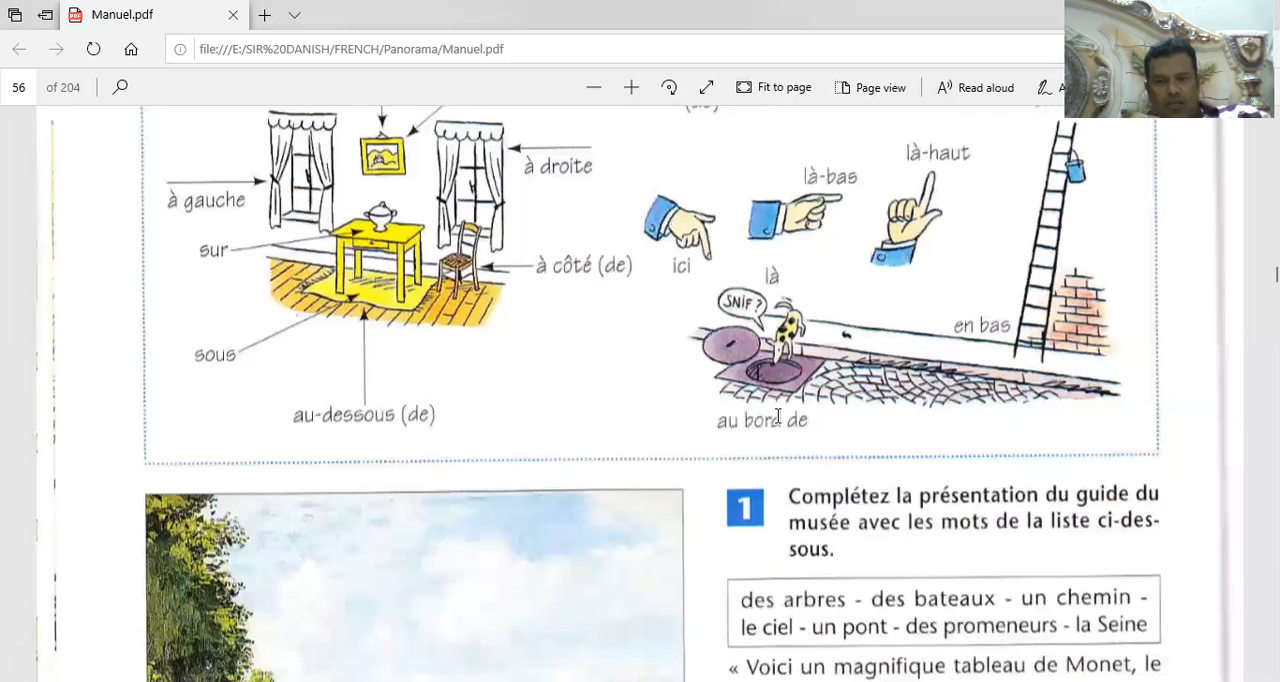 Manuel.pdf
file:///E:/SIR%20DANISH/FRENCH/Panorama/Manuel.pdf
56 of 204
Fit to page
Page view
Read aloud
(de)
à gauche
à droite
sur
à côté (de)
sous
au-dessous (de)
là-haut
là-bas
ici
là
SNIF?
en bas
au bord de
1 Complétez la présentation du guide du
musée avec les mots de la liste ci-des-
sous.
des arbres - des bateaux - un chemin -
le ciel - un pont - des promeneurs - la Seine
« Voici un magnifique tableau de Monet, le